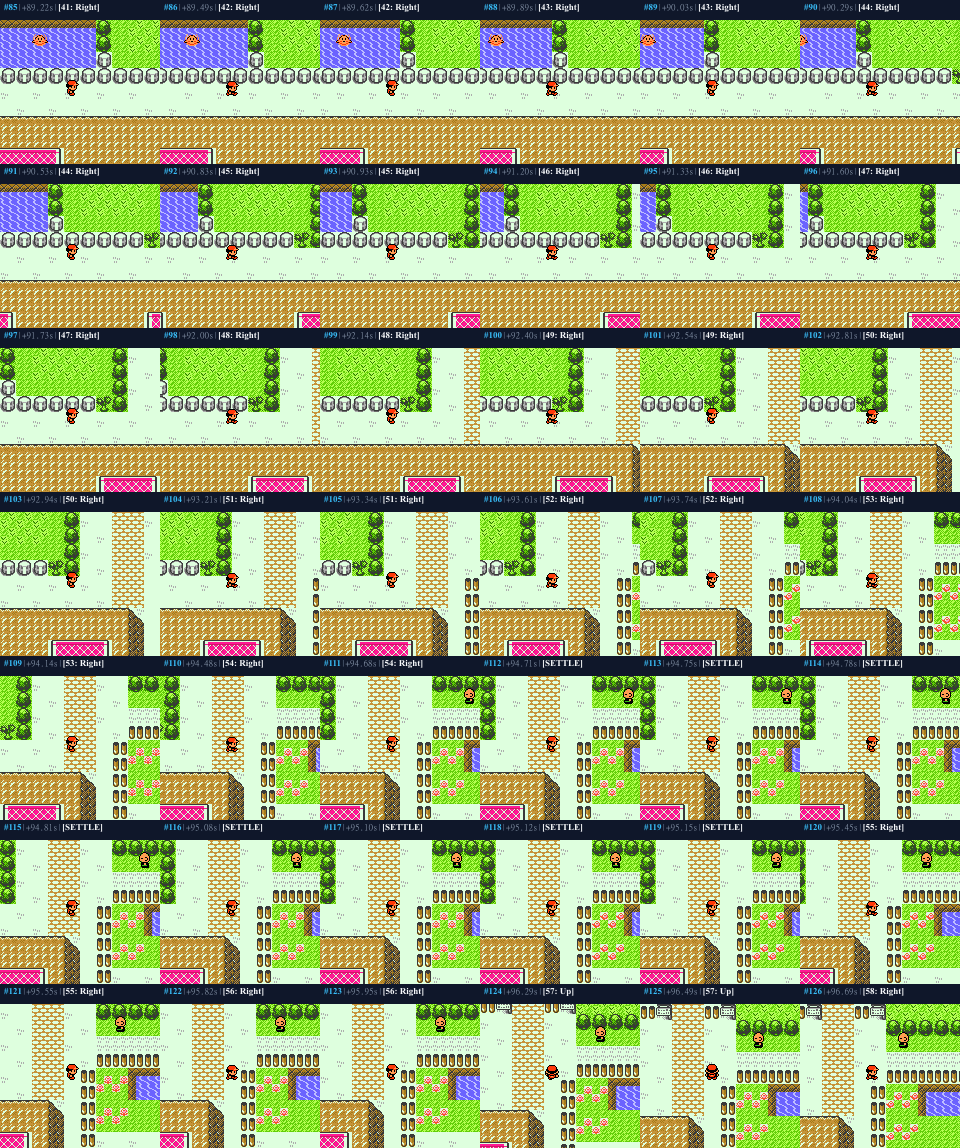 #85|+89.22s|[41: Right] #86|+89.49s|[42: Right] #87|+89.62s|[42: Right] #88|+89.89s|[43: Right] #89|+90.03s|[43: Right] #90|+90.29s|[44: Right]
#91|+90.53s|[44: Right] #92|+90.83s|[45: Right] #93|+90.93s|[45: Right] #94|+91.20s|[46: Right] #95|+91.33s|[46: Right] #96|+91.60s|[47: Right]
#97|+91.73s|[47: Right] #98|+92.00s|[48: Right] #99|+92.14s|[48: Right] #100|+92.40s|[49: Right] #101|+92.54s|[49: Right] #102|+92.81s|[50: Right]
#103|+92.94s|[50: Right] #104|+93.21s|[51: Right] #105|+93.34s|[51: Right] #106|+93.61s|[52: Right] #107|+93.74s|[52: Right] #108|+94.04s|[53: Right]
#109|+94.14s|[53: Right] #110|+94.48s|[54: Right] #111|+94.68s|[54: Right] #112|+94.71s|[SETTLE] #113|+94.75s|[SETTLE] #114|+94.78s|[SETTLE]
#115|+94.81s|[SETTLE] #116|+95.08s|[SETTLE] #117|+95.10s|[SETTLE] #118|+95.12s|[SETTLE] #119|+95.15s|[SETTLE] #120|+95.45s|[55: Right]
#121|+95.55s|[55: Right] #122|+95.82s|[56: Right] #123|+95.95s|[56: Right] #124|+96.29s|[57: Up] #125|+96.49s|[57: Up] #126|+96.69s|[58: Right]